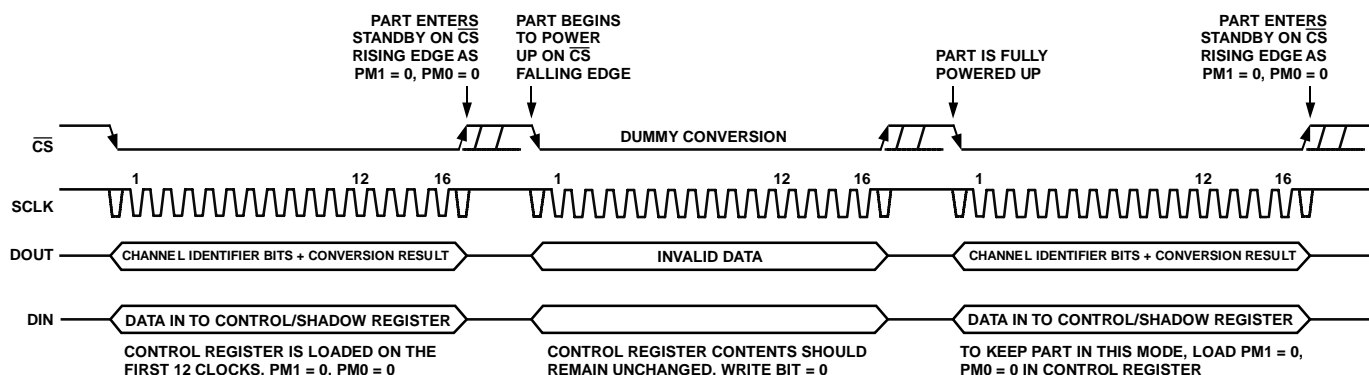 PART ENTERS
STANDBY ON CS
RISING EDGE AS
PM1 = 0, PM0 = 0
PART BEGINS
TO POWER
UP ON CS
FALLING EDGE
PART IS FULLY
POWERED UP
PART ENTERS
STANDBY ON CS
RISING EDGE AS
PM1 = 0, PM0 = 0
CS
DUMMY CONVERSION
SCLK
1 12 16 1 12 16 1 12 16
DOUT
CHANNEL IDENTIFIER BITS + CONVERSION RESULT
INVALID DATA
CHANNEL IDENTIFIER BITS + CONVERSION RESULT
DIN
DATA IN TO CONTROL/SHADOW REGISTER
DATA IN TO CONTROL/SHADOW REGISTER
CONTROL REGISTER IS LOADED ON THE
FIRST 12 CLOCKS, PM1 = 0, PM0 = 0
CONTROL REGISTER CONTENTS SHOULD
REMAIN UNCHANGED, WRITE BIT = 0
TO KEEP PART IN THIS MODE, LOAD PM1 = 0,
PM0 = 0 IN CONTROL REGISTER